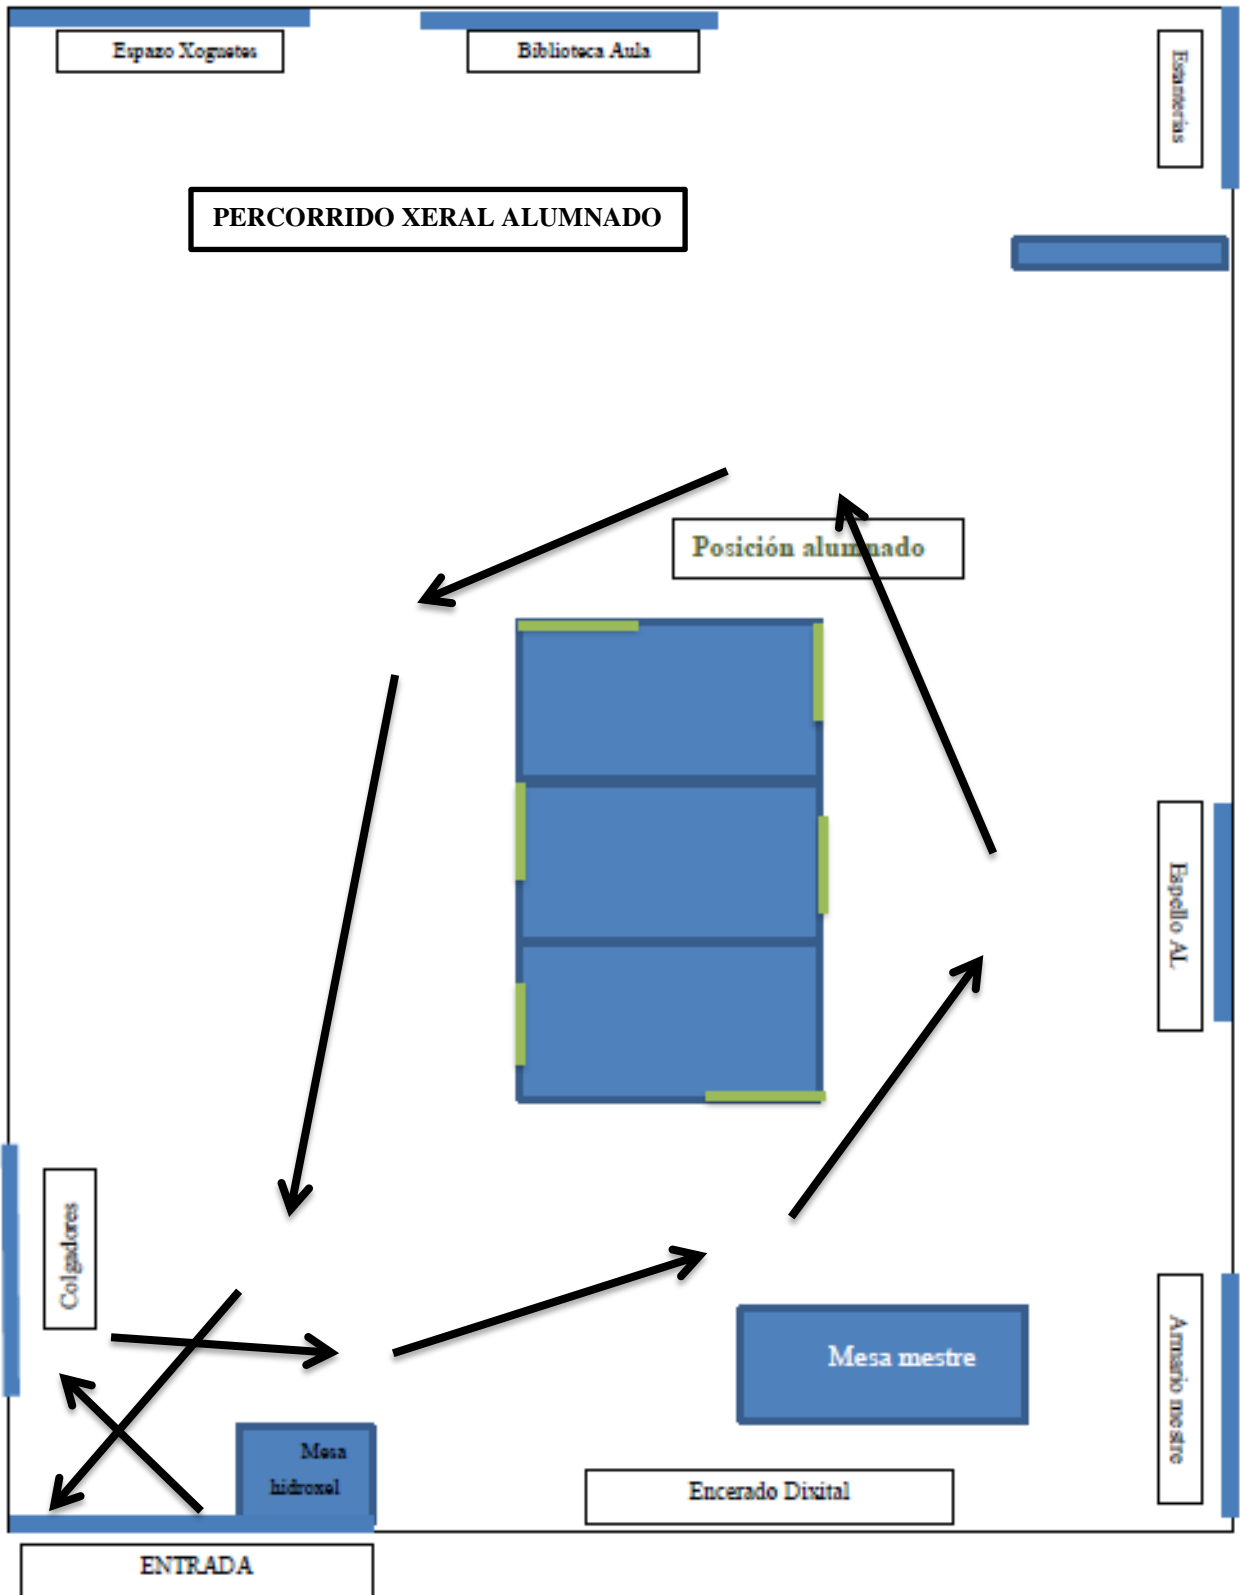 Espazo Xoguetes
Biblioteca Aula
Estanterías
PERCORRIDO XERAL ALUMNADO
Posición alumnado
Espello AL
Colgadores
Mesa mestre
Armario mestre
Mesa
hidroxel
Encerado Dixital
ENTRADA